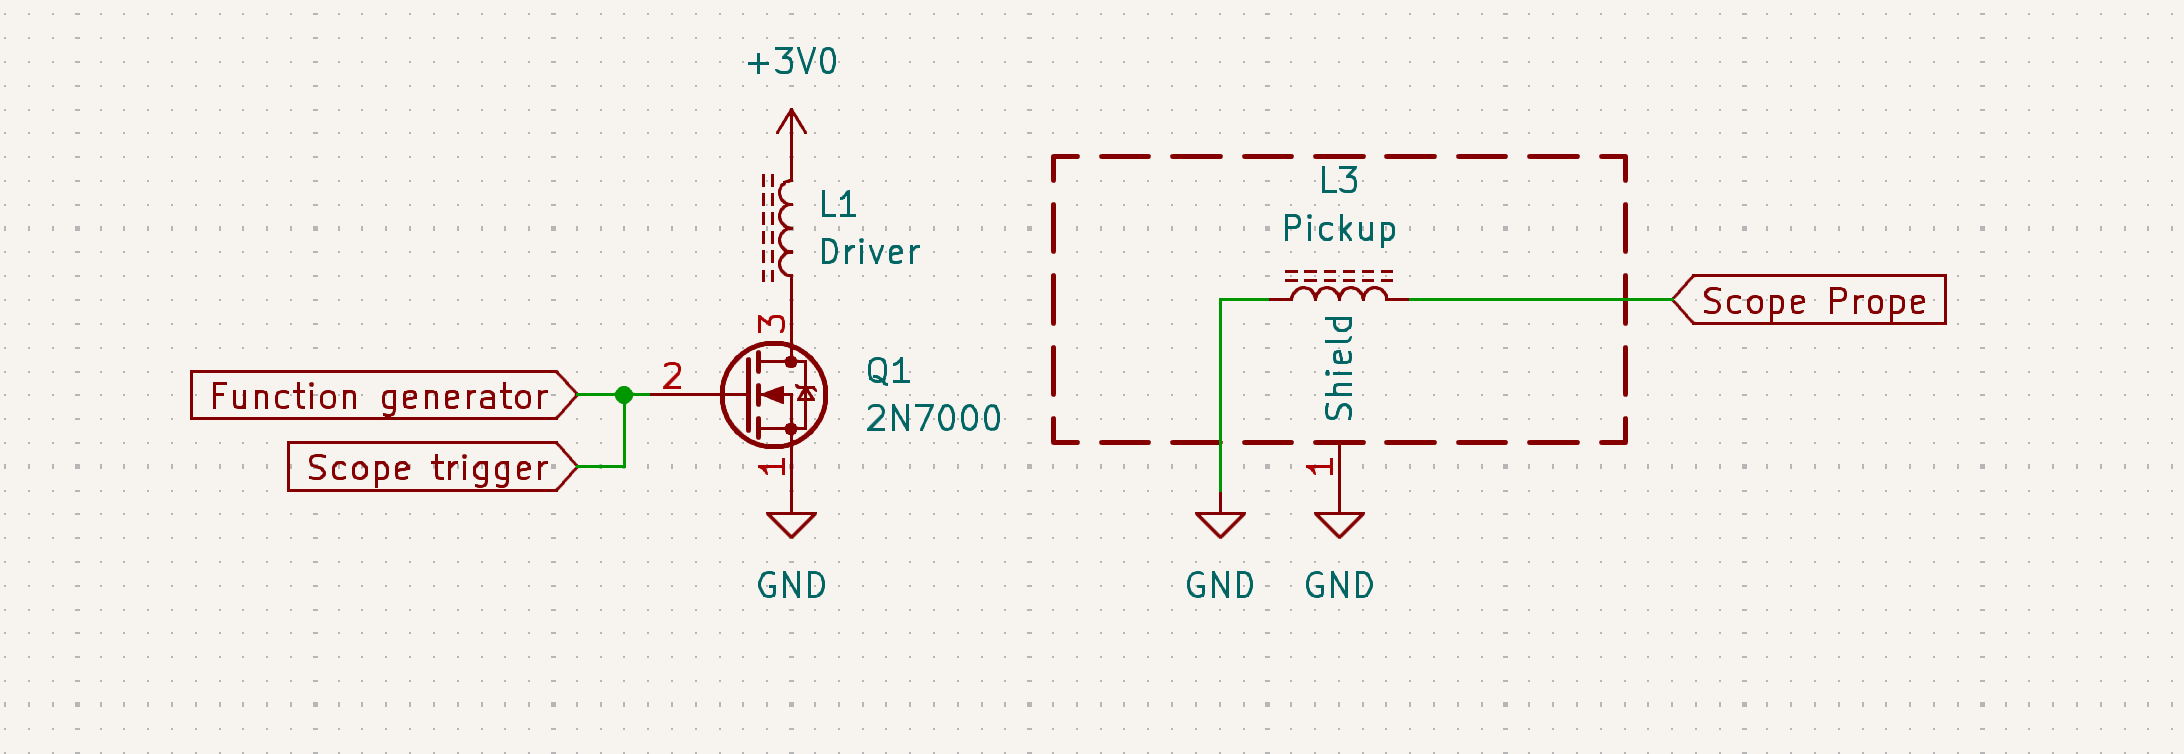 +3V0
L1
Driver
3
Function generator
2
Q1
2N7000
Scope trigger
1
GND
L3
Pickup
Shield
Scope Prope
1
GND
GND